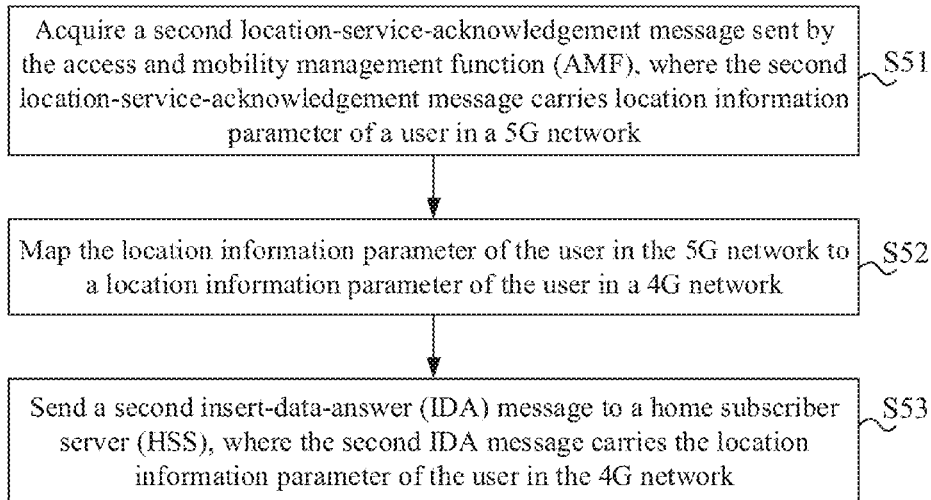 Acquire a second location-service-acknowledgement message sent by
the access and mobility management function (AMF), where the second
location-service-acknowledgement message carries location information
parameter of a user in a 5G network
S51
Map the location information parameter of the user in the 5G network to
a location information parameter of the user in a 4G network
S52
Send a second insert-data-answer (IDA) message to a home subscriber
server (HSS), where the second IDA message carries the location
information parameter of the user in the 4G network
S53